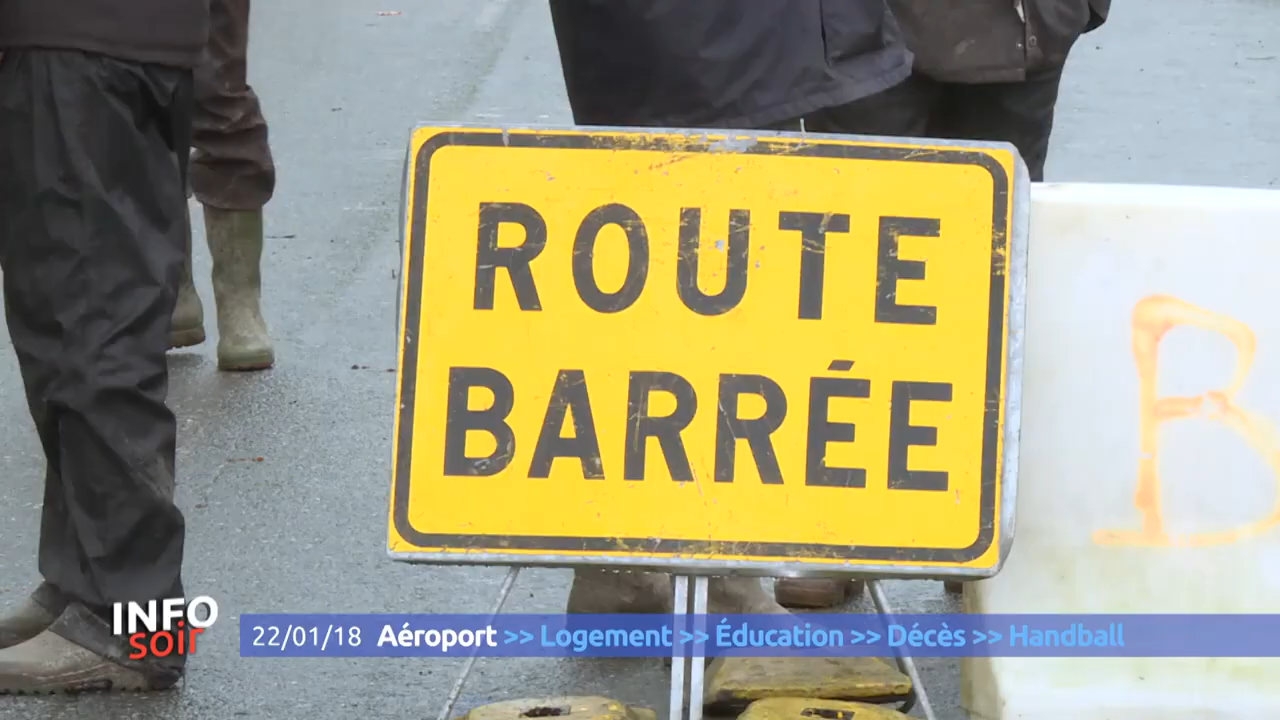 ROUTE
BARRÉE
B
INFO
soir
22/01/18 Aéroport >> Logement >> Éducation >> Décès >> Handball